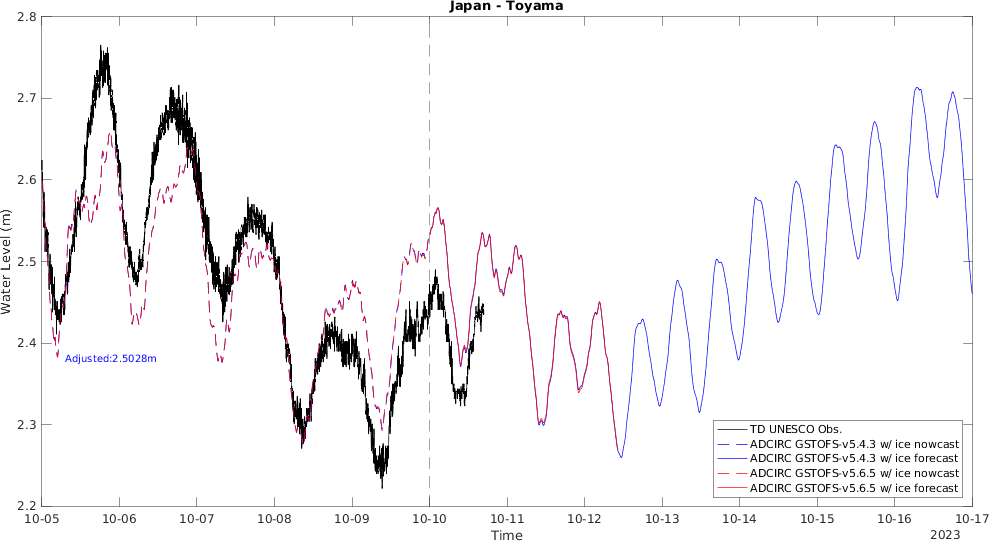 Japan - Toyama
2.8
2.7
2.6
2.5
2.4
2.3
2.2
Water Level (m)
Adjusted:2.5028m
TD UNESCO Obs.
ADCIRC GSTOFS-v5.4.3 w/ ice nowcast
ADCIRC GSTOFS-v5.4.3 w/ ice forecast
ADCIRC GSTOFS-v5.6.5 w/ ice nowcast
ADCIRC GSTOFS-v5.6.5 w/ ice forecast
10-05 10-06 10-07 10-08 10-09 10-10 10-11 10-12 10-13 10-14 10-15 10-16 10-17
Time
2023